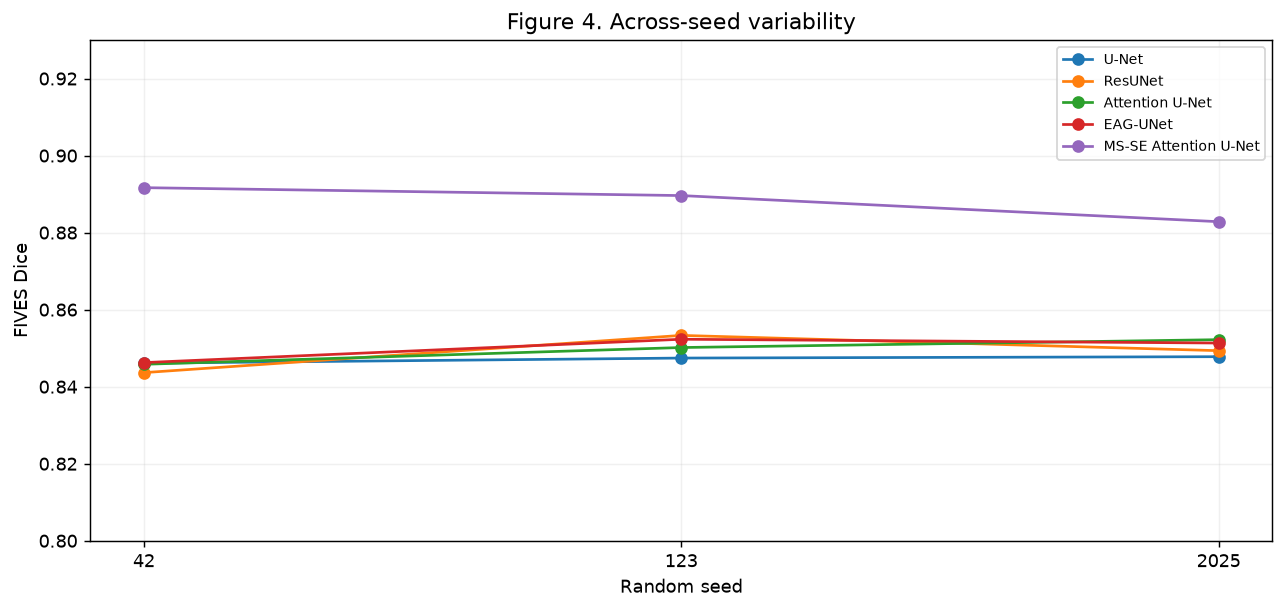 Figure 4. Across-seed variability
U-Net
ResUNet
Attention U-Net
EAG-UNet
MS-SE Attention U-Net
FIVES Dice
0.92
0.90
0.88
0.86
0.84
0.82
0.80
42
123
2025
Random seed